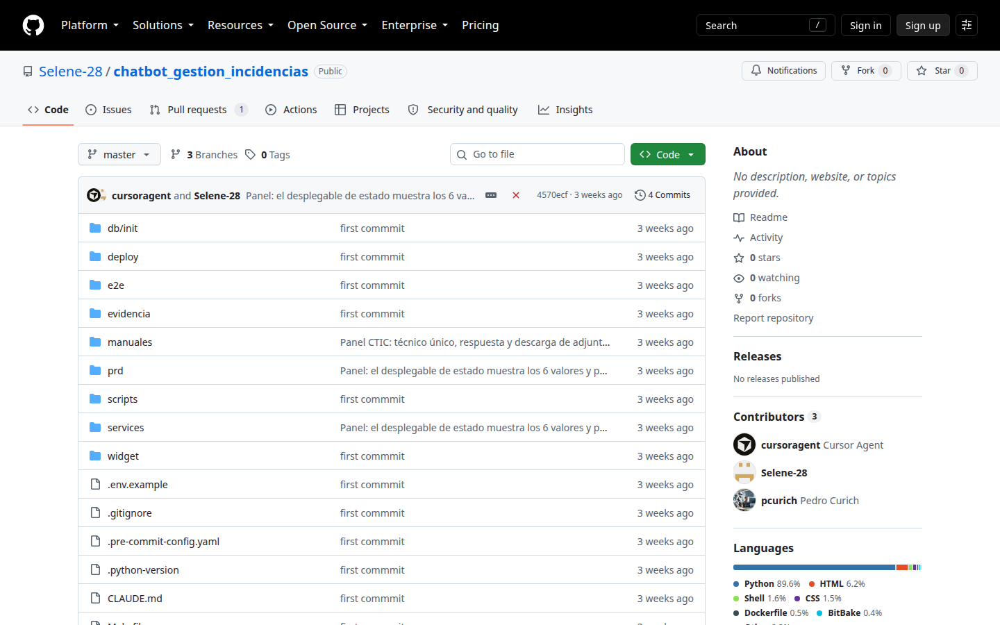 Platform Solutions Resources Open Source Enterprise Pricing Search / Sign in Sign up
Selene-28 / chatbot_gestion_incidencias Public Notifications Fork 0 Star 0
Code Issues Pull requests 1 Actions Projects Security and quality Insights
master 3 Branches 0 Tags Go to file Code
cursoragent and Selene-28 Panel: el desplegable de estado muestra los 6 va... 4570ecf · 3 weeks ago 4 Commits
db/init first commmit 3 weeks ago
deploy first commmit 3 weeks ago
e2e first commmit 3 weeks ago
evidencia first commmit 3 weeks ago
manuales Panel CTIC: técnico único, respuesta y descarga de adjunt... 3 weeks ago
prd Panel: el desplegable de estado muestra los 6 valores y p... 3 weeks ago
scripts first commmit 3 weeks ago
services Panel: el desplegable de estado muestra los 6 valores y p... 3 weeks ago
widget first commmit 3 weeks ago
.env.example first commmit 3 weeks ago
.gitignore first commmit 3 weeks ago
.pre-commit-config.yaml first commmit 3 weeks ago
.python-version first commmit 3 weeks ago
CLAUDE.md first commmit 3 weeks ago
About
No description, website, or topics
provided.
Readme
Activity
0 stars
0 watching
0 forks
Report repository
Releases
No releases published
Contributors 3
cursoragent Cursor Agent
Selene-28
pcurich Pedro Curich
Languages
Python 89.6% HTML 6.2%
Shell 1.6% CSS 1.5%
Dockerfile 0.5% BitBake 0.4%